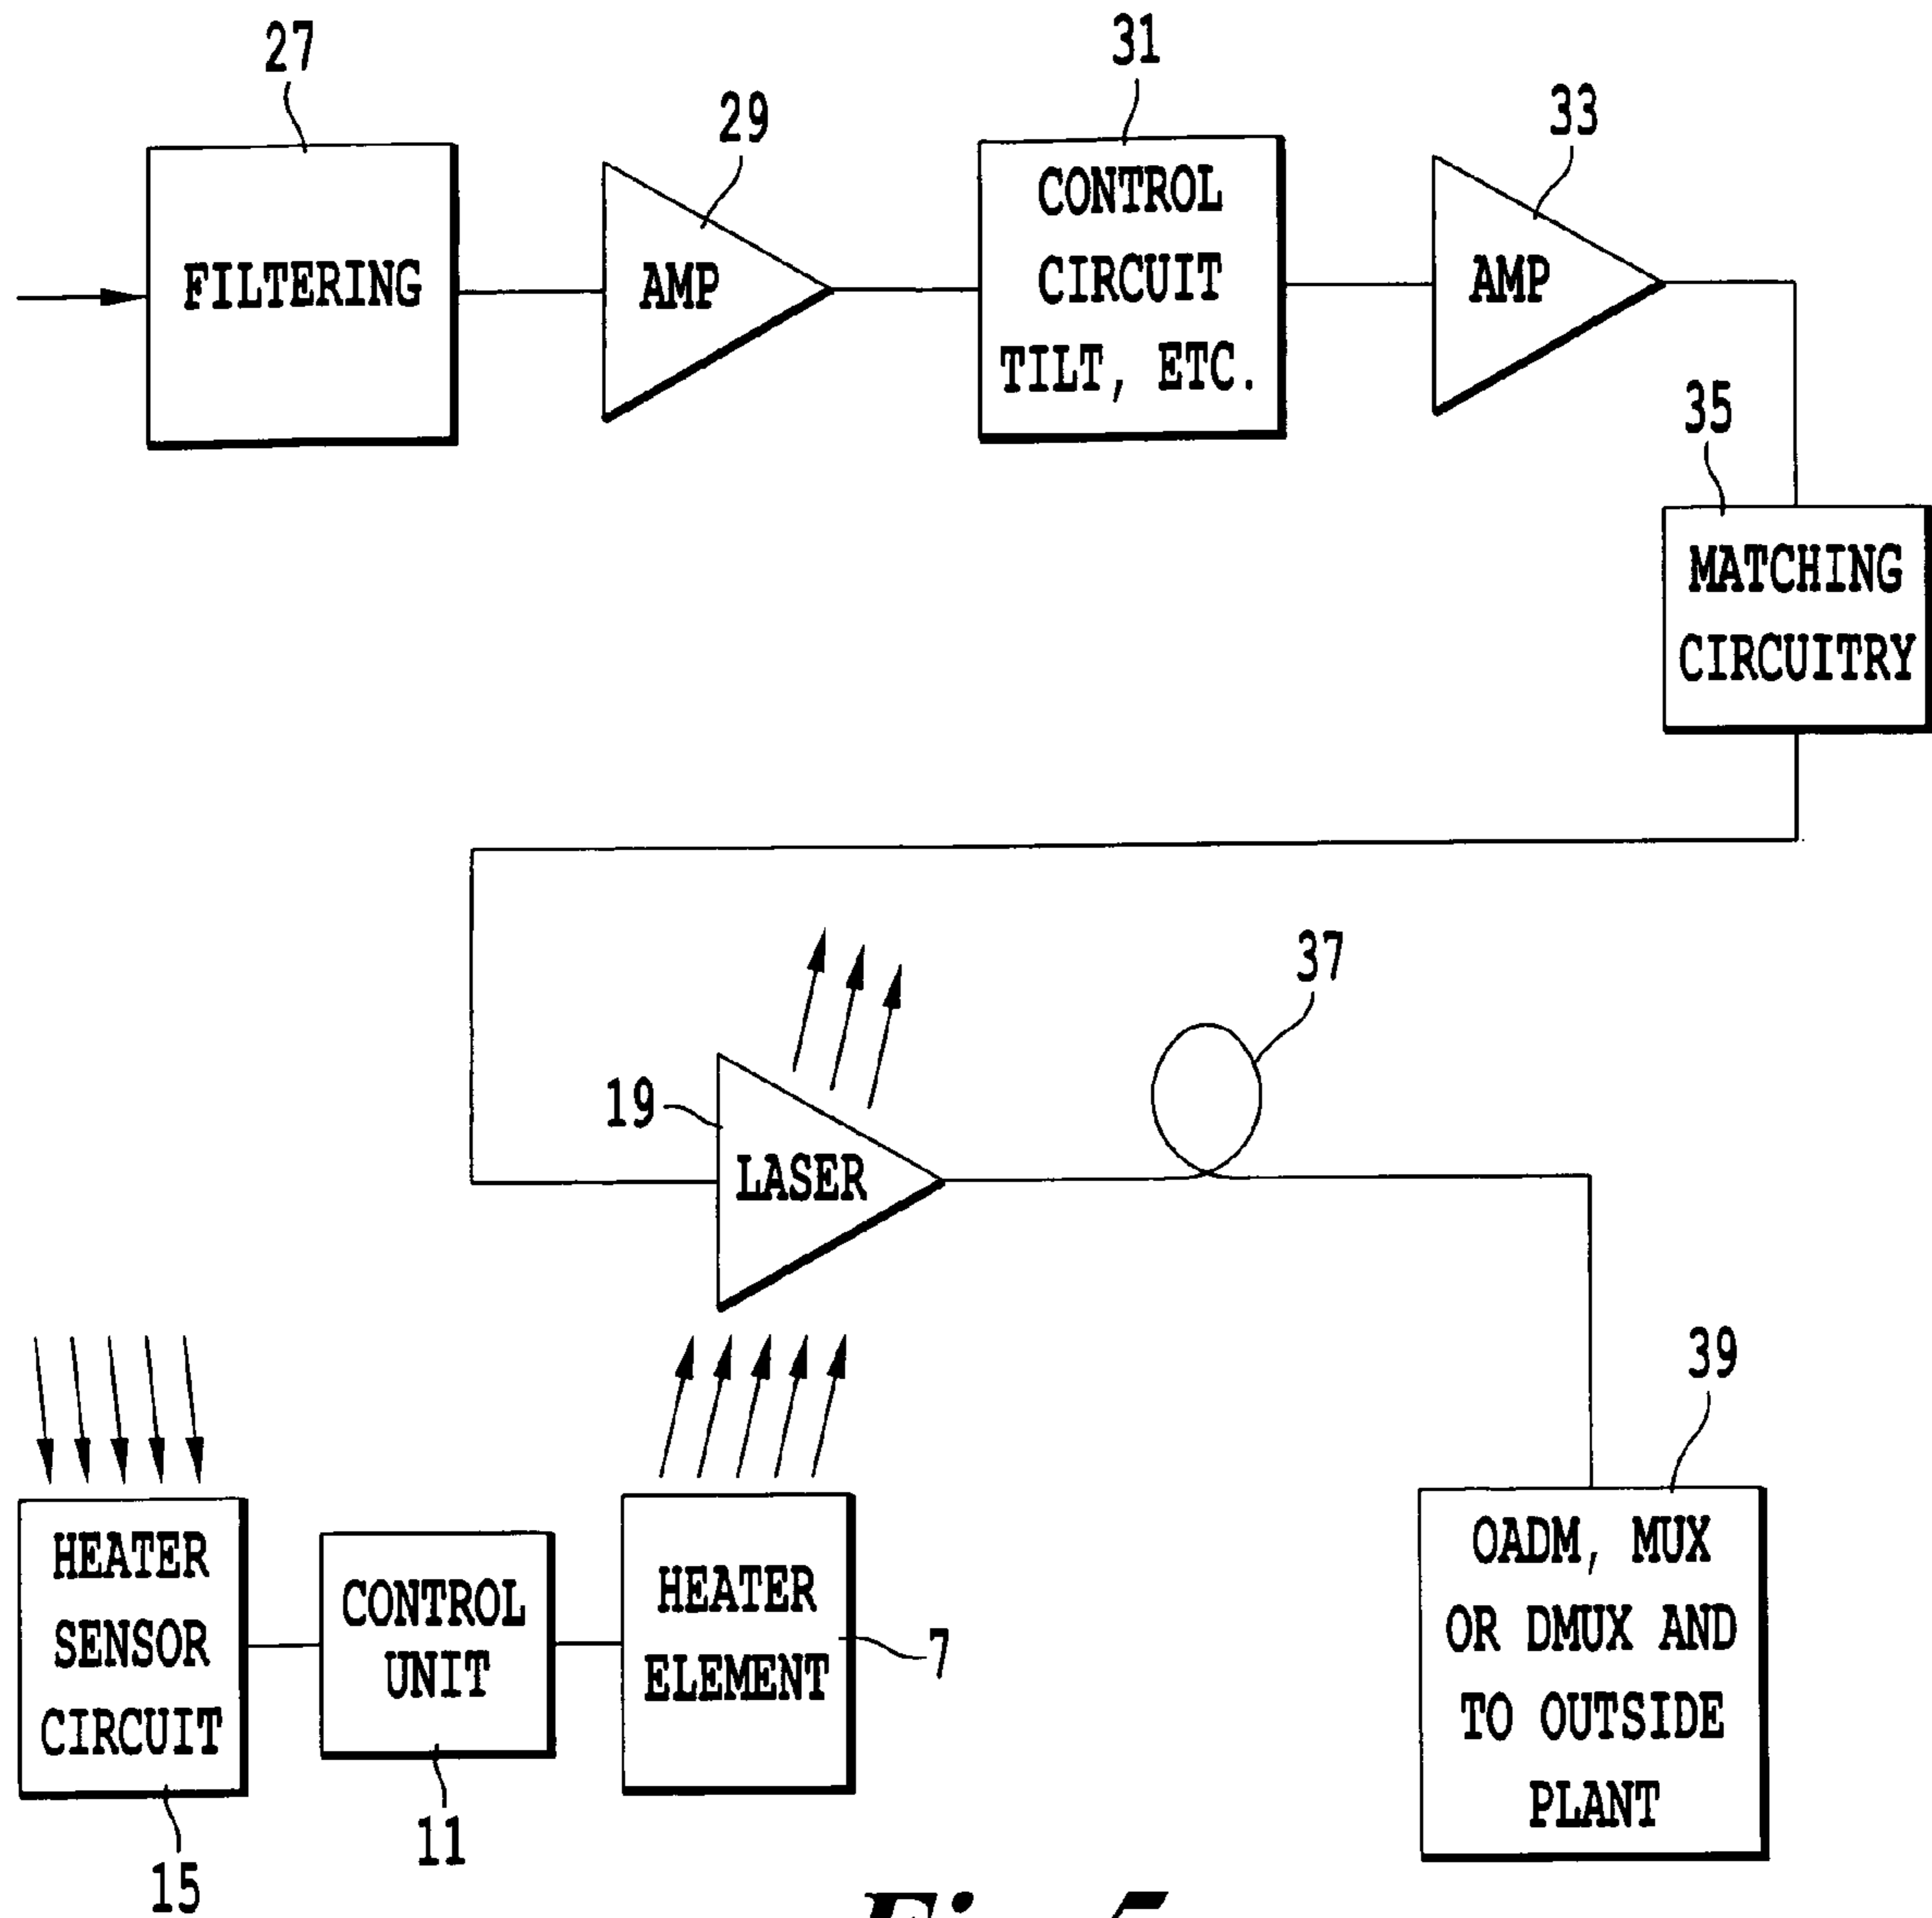 27
29
31
33
FILTERING
AMP
CONTROL
CIRCUIT
TILT, ETC.
AMP
35
MATCHING
CIRCUITRY
37
19
LASER
39
HEATER
SENSOR
CIRCUIT
CONTROL
UNIT
HEATER
ELEMENT
7
OADM, MUX
OR DMUX AND
TO OUTSIDE
PLANT
11
15